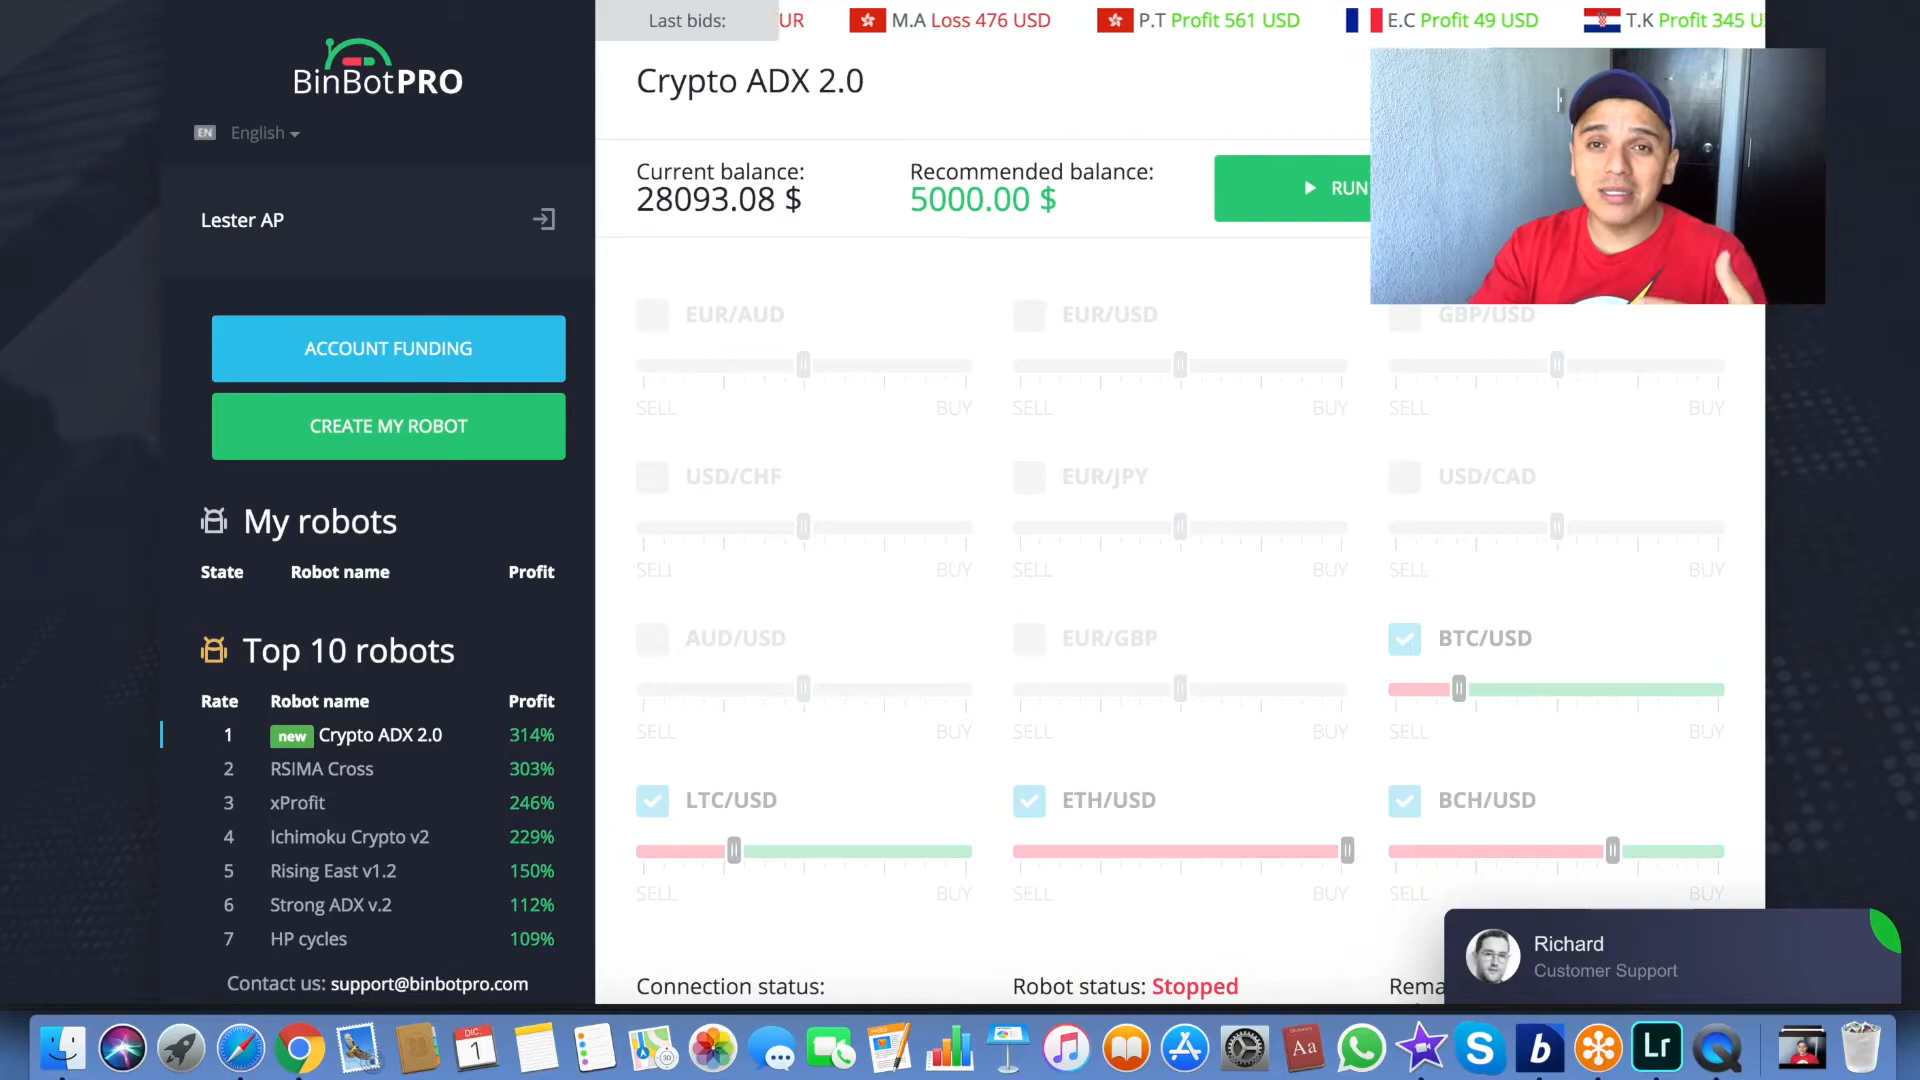 Last bids:
UR
M.A Loss 476 USD
P.T Profit 561 USD
E.C Profit 49 USD
T.K Profit 345 U
BinBotPRO
EN English
Lester AP
ACCOUNT FUNDING
CREATE MY ROBOT
My robots
State Robot name Profit
Top 10 robots
Rate Robot name Profit
1 new Crypto ADX 2.0 314%
2 RSIMA Cross 303%
3 xProfit 246%
4 Ichimoku Crypto v2 229%
5 Rising East v1.2 150%
6 Strong ADX v.2 112%
7 HP cycles 109%
Contact us: support@binbotpro.com
Crypto ADX 2.0
Current balance: Recommended balance:
28093.08 $ 5000.00 $
RUN
EUR/AUD EUR/USD GBP/USD
SELL BUY SELL BUY SELL BUY
USD/CHF EUR/JPY USD/CAD
SELL BUY SELL BUY SELL BUY
AUD/USD EUR/GBP BTC/USD
SELL BUY SELL BUY SELL BUY
LTC/USD ETH/USD BCH/USD
SELL BUY SELL BUY SELL BUY
Connection status: Robot status: Stopped Rema
Richard
Customer Support
DIC.
1
3D
PAGES
Aa
S
b
Lr